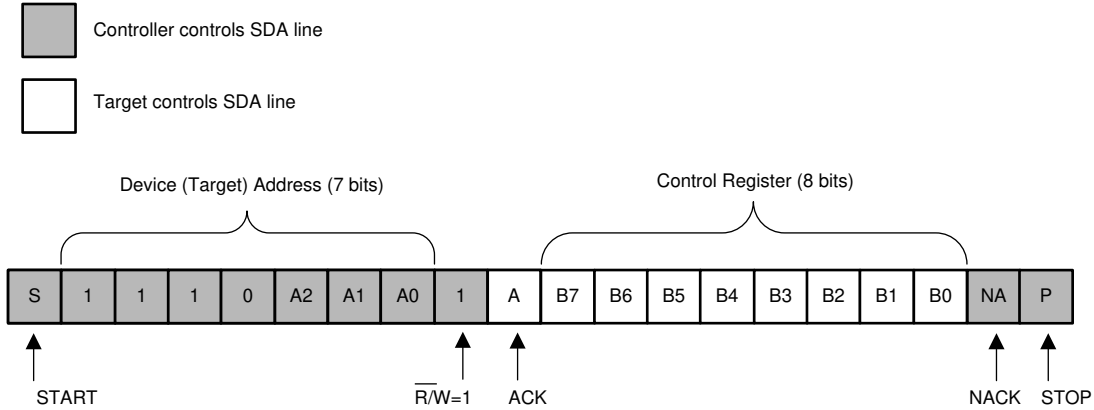 Controller controls SDA line
Target controls SDA line
Device (Target) Address (7 bits)
Control Register (8 bits)
S 1 1 1 0 A2 A1 A0 1 A B7 B6 B5 B4 B3 B2 B1 B0 NA P
START R̅/W=1 ACK NACK STOP